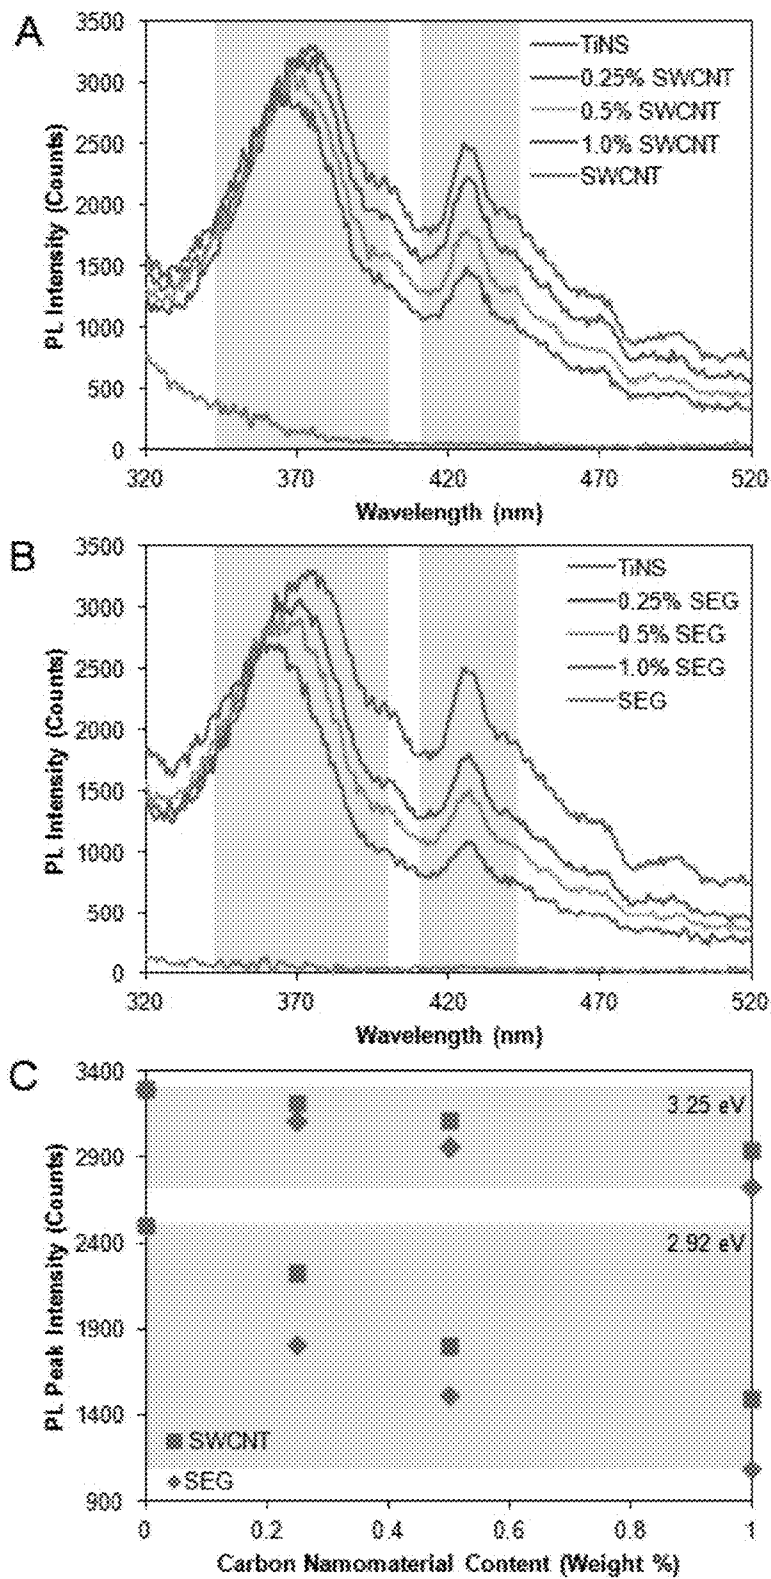 A
3500
3000
2500
2000
1500
1000
500
0
PL Intensity (Counts)
TiNS
0.25% SWCNT
0.5% SWCNT
1.0% SWCNT
SWCNT
320 370 420 470 520
Wavelength (nm)
B
3500
3000
2500
2000
1500
1000
500
0
PL Intensity (Counts)
TiNS
0.25% SEG
0.5% SEG
1.0% SEG
SEG
320 370 420 470 520
Wavelength (nm)
C
3400
2900
2400
1900
1400
900
PL Peak Intensity (Counts)
3.25 eV
2.92 eV
SWCNT
SEG
0 0.2 0.4 0.6 0.8 1
Carbon Namomaterial Content (Weight %)